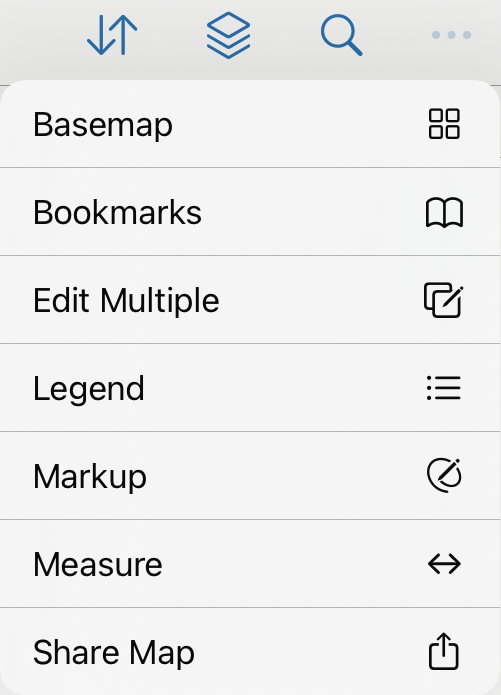 Basemap
Bookmarks
Edit Multiple
Legend
Markup
Measure
Share Map